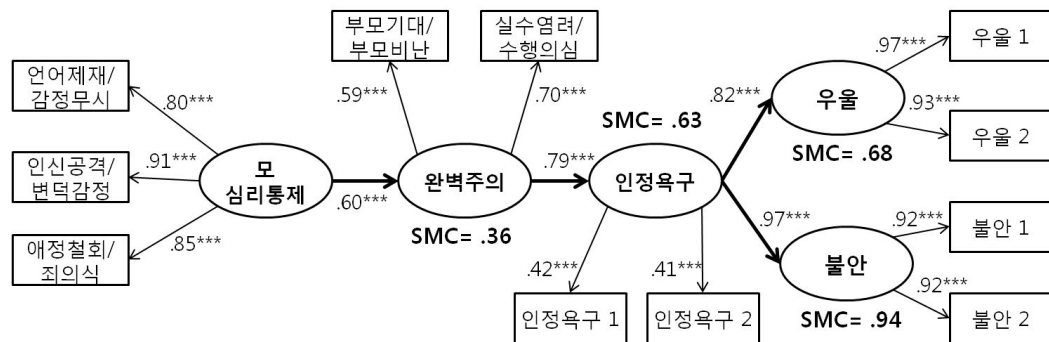 부모기대/
부모비난
실수염려/
수행의심
우울 1
.97***
언어제재/
감정무시
.80***
.59***
.70***
.82***
우울
.93***
우울 2
SMC= .63
SMC= .68
인신공격/
변덕감정
.91***
모
심리통제
.60***
완벽주의
.79***
인정욕구
SMC= .36
.97***
.92***
불안 1
애정철회/
죄의식
.85***
불안
.42***
.41***
.92***
인정욕구 1
인정욕구 2
SMC= .94
불안 2